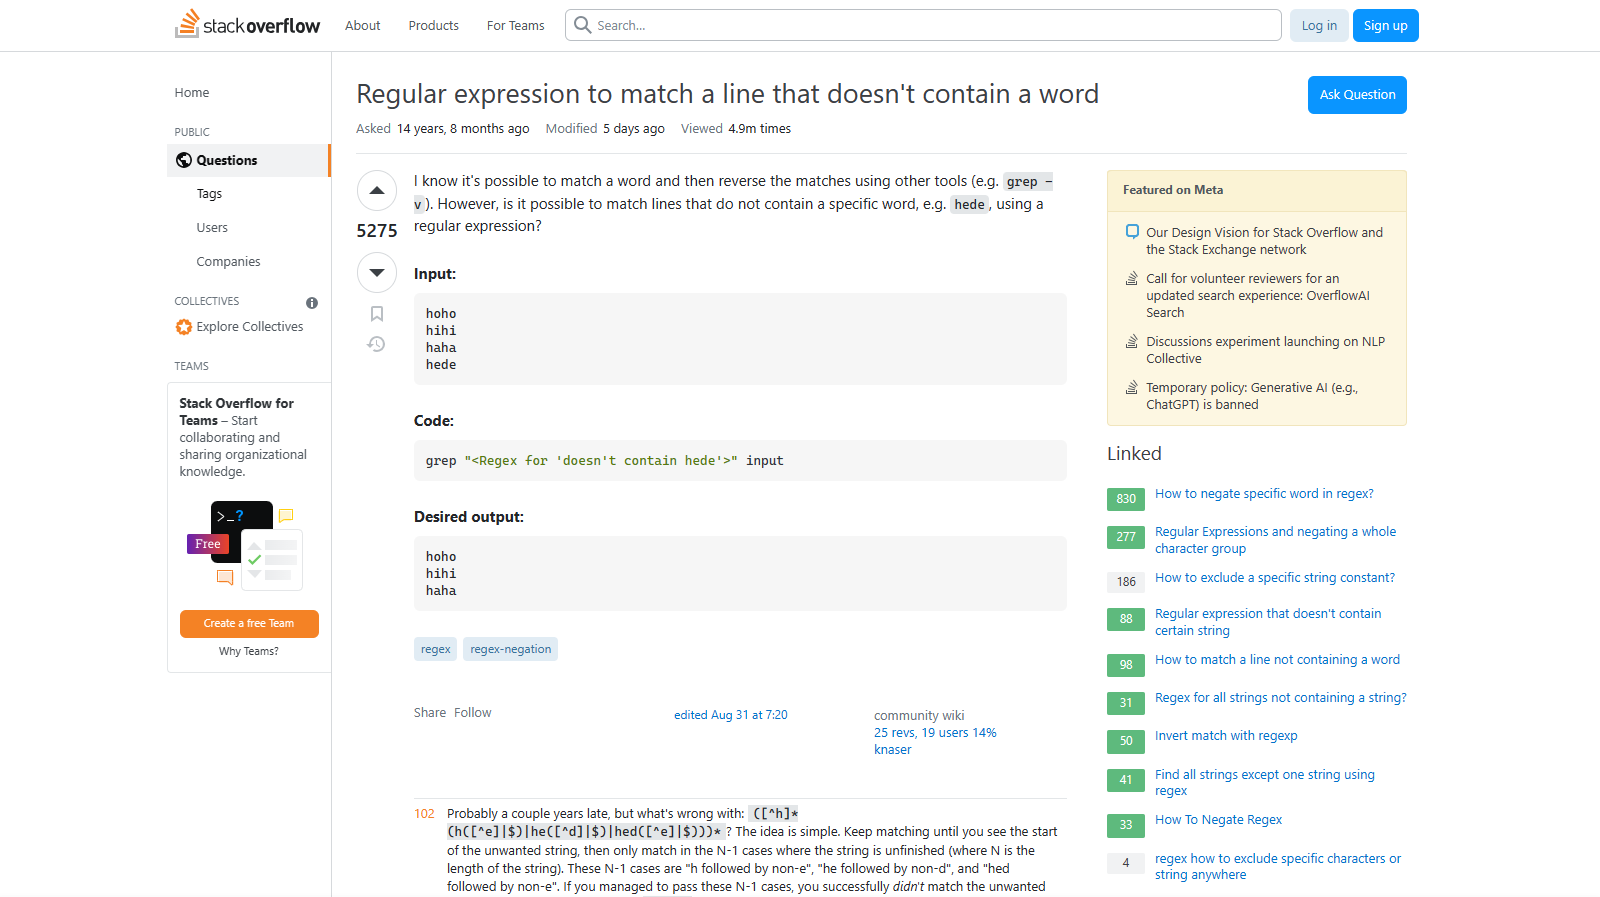 stackoverflow
About
Products
For Teams
Search...
Log in
Sign up
Home
PUBLIC
Questions
Tags
Users
Companies
COLLECTIVES
Explore Collectives
TEAMS
Stack Overflow for
Teams – Start
collaborating and
sharing organizational
knowledge.
>_?
Free
Create a free Team
Why Teams?
Regular expression to match a line that doesn't contain a word
Ask Question
Asked 14 years, 8 months ago Modified 5 days ago Viewed 4.9m times
5275
I know it's possible to match a word and then reverse the matches using other tools (e.g. grep -
v). However, is it possible to match lines that do not contain a specific word, e.g. hede, using a
regular expression?
Input:
hoho
hihi
haha
hede
Code:
grep "<Regex for 'doesn't contain hede'>" input
Desired output:
hoho
hihi
haha
regex
regex-negation
Share Follow
edited Aug 31 at 7:20
community wiki
25 revs, 19 users 14%
knaser
102
Probably a couple years late, but what's wrong with: ([^h]*
(h([^e]|$)|he([^d]|$)|hed([^e]|$)))*? The idea is simple. Keep matching until you see the start
of the unwanted string, then only match in the N-1 cases where the string is unfinished (where N is the
length of the string). These N-1 cases are "h followed by non-e", "he followed by non-d", and "hed
followed by non-e". If you managed to pass these N-1 cases, you successfully didn't match the unwanted
Featured on Meta
Our Design Vision for Stack Overflow and
the Stack Exchange network
Call for volunteer reviewers for an
updated search experience: OverflowAI
Search
Discussions experiment launching on NLP
Collective
Temporary policy: Generative AI (e.g.,
ChatGPT) is banned
Linked
830 How to negate specific word in regex?
277 Regular Expressions and negating a whole
character group
186 How to exclude a specific string constant?
88 Regular expression that doesn't contain
certain string
98 How to match a line not containing a word
31 Regex for all strings not containing a string?
50 Invert match with regexp
41 Find all strings except one string using
regex
33 How To Negate Regex
4 regex how to exclude specific characters or
string anywhere